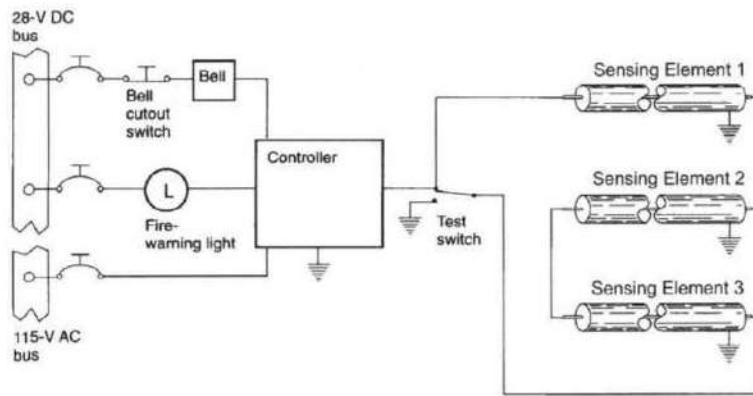 28-V DC
bus
Bell
Bell
cutout
switch
Controller
L
Fire-
warning light
Test
switch
115-V AC
bus
Sensing Element 1
Sensing Element 2
Sensing Element 3